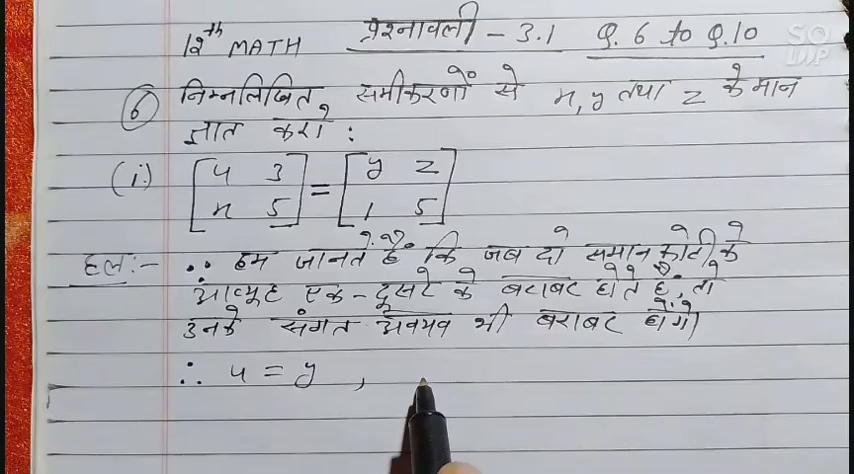 12th MATH प्रश्नावली - 3.1 Q.6 to Q.10
(6) निम्नलिखित समीकरणों से x, y तथा z के मान
ज्ञात करो :
(i.) [4 3] = [y z]
[x 5] [1 5]
हल:- ∵ हम जानते हैं कि जब दो समान कोटी के
आव्यूह एक-दूसरे के बराबर होते हैं, तो
उनके संगत अवयव भी बराबर होंगे।
∴ 4 = y ,